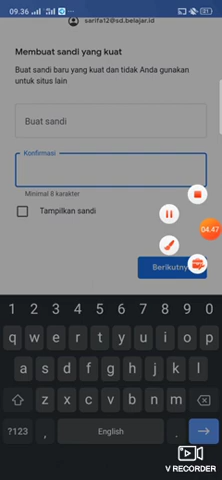 09.36
sarifa12@sd.belajar.id
Membuat sandi yang kuat
Buat sandi baru yang kuat dan tidak Anda gunakan
untuk situs lain
Buat sandi
Konfirmasi
Minimal 8 karakter
Tampilkan sandi
04:47
Berikutny
1 2 3 4 5 6 7 8 9 0
q w e r t y u i o p
a s d f g h j k l
z x c v b n m
?123 , English .
V RECORDER